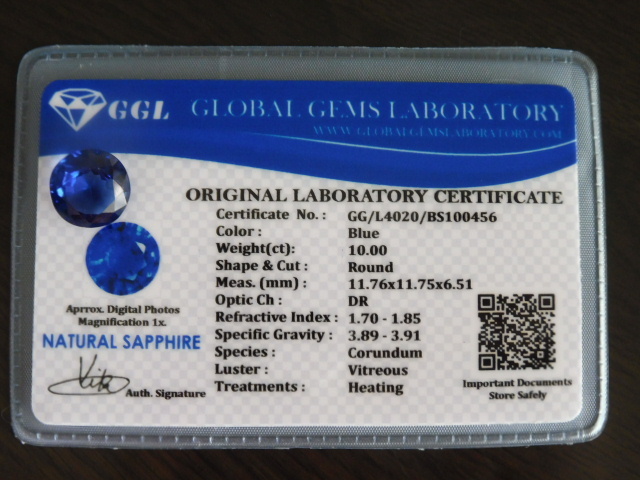 GGL GLOBAL GEMS LABORATORY
WWW.GLOBALGEMSLABORATORY.COM
ORIGINAL LABORATORY CERTIFICATE
Certificate No. : GG/L4020/BS100456
Color : Blue
Weight(ct) : 10.00
Shape & Cut : Round
Meas. (mm) : 11.76x11.75x6.51
Optic Ch : DR
Refractive Index : 1.70 - 1.85
Specific Gravity : 3.89 - 3.91
Species : Corundum
Luster : Vitreous
Treatments : Heating
Aprrox. Digital Photos
Magnification 1x.
NATURAL SAPPHIRE
Auth. Signature
Important Documents
Store Safely